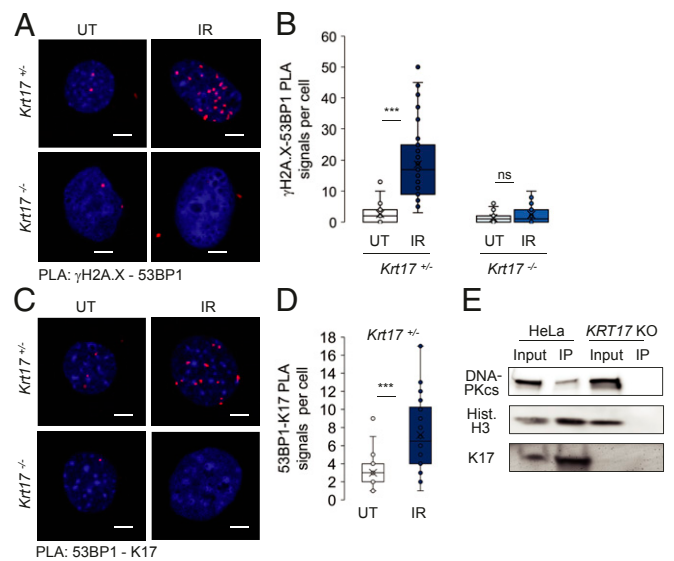 A
UT
IR
Krt17 +/-
Krt17 -/-
PLA: γH2A.X - 53BP1
B
γH2A.X-53BP1 PLA
signals per cell
60
50
40
30
20
10
0
***
ns
UT
IR
UT
IR
Krt17 +/-
Krt17 -/-
C
UT
IR
Krt17 +/-
Krt17 -/-
PLA: 53BP1 - K17
D
Krt17 +/-
53BP1-K17 PLA
signals per cell
18
16
14
12
10
8
6
4
2
0
***
UT
IR
E
HeLa
KRT17 KO
Input
IP
Input
IP
DNA-
PKcs
Hist.
H3
K17